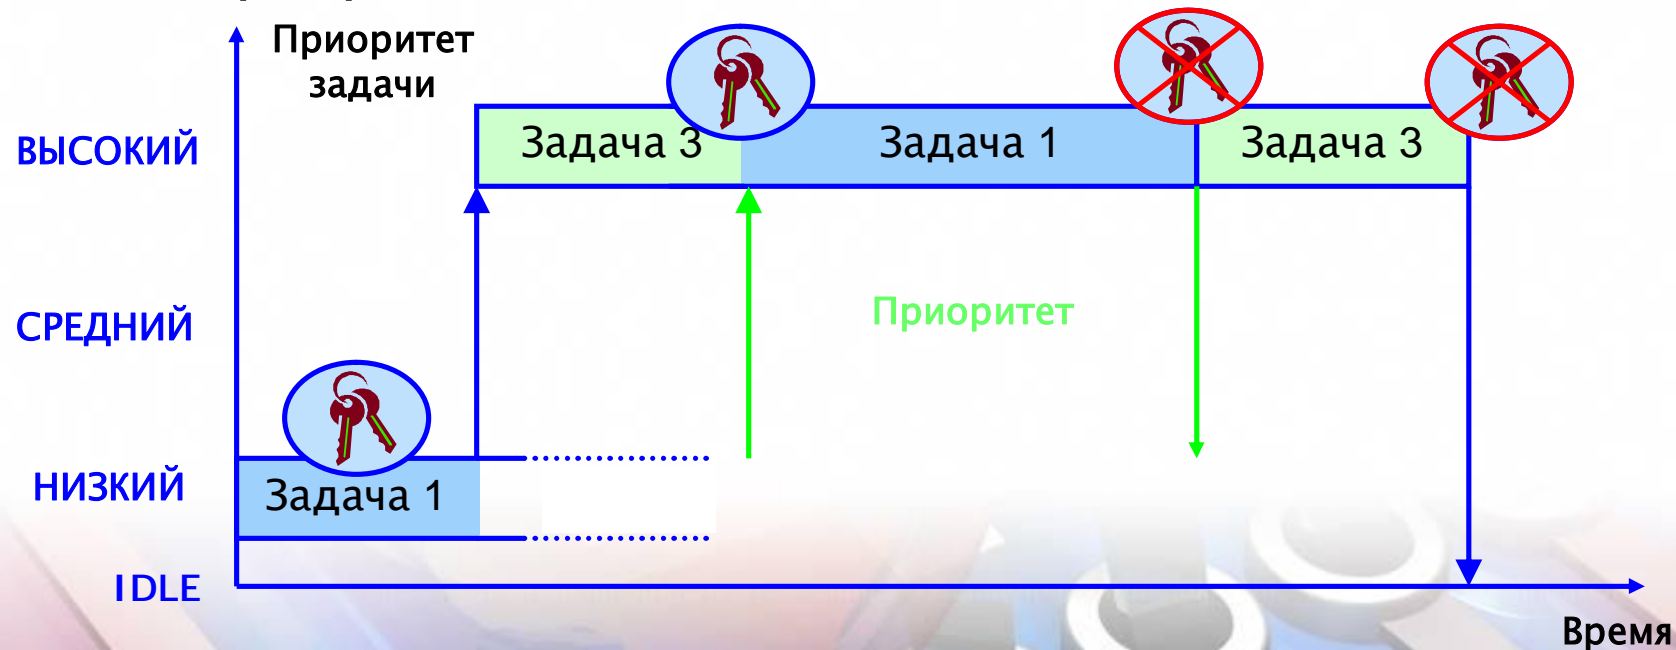 Приоритет
задачи
ВЫСОКИЙ
Задача 3
Задача 1
Задача 3
СРЕДНИЙ
Приоритет
НИЗКИЙ
Задача 1
IDLE
Время